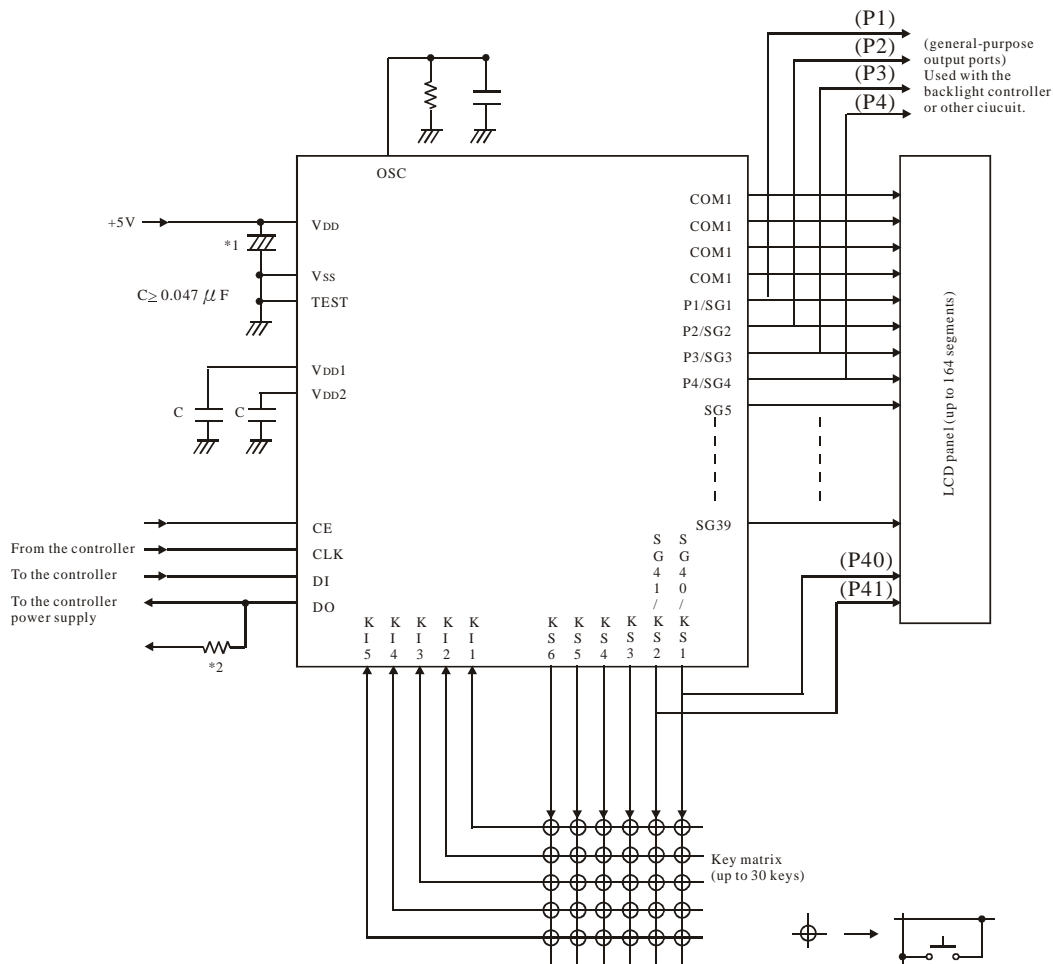 (P1)
(P2)
(P3)
(P4)
(general-purpose
output ports)
Used with the
backlight controller
or other ciucuit.
OSC
+5V
*1
VDD
VSS
TEST
C≥0.047 μF
VDD1
VDD2
C
C
COM1
COM1
COM1
COM1
P1/SG1
P2/SG2
P3/SG3
P4/SG4
SG5
SG39
LCD panel (up to 164 segments)
CE
CLK
DI
DO
From the controller
To the controller
To the controller
power supply
*2
KI5
KI4
KI3
KI2
KI1
KS6
KS5
KS4
KS3
SG41/KS2
SG40/KS1
(P40)
(P41)
Key matrix
(up to 30 keys)